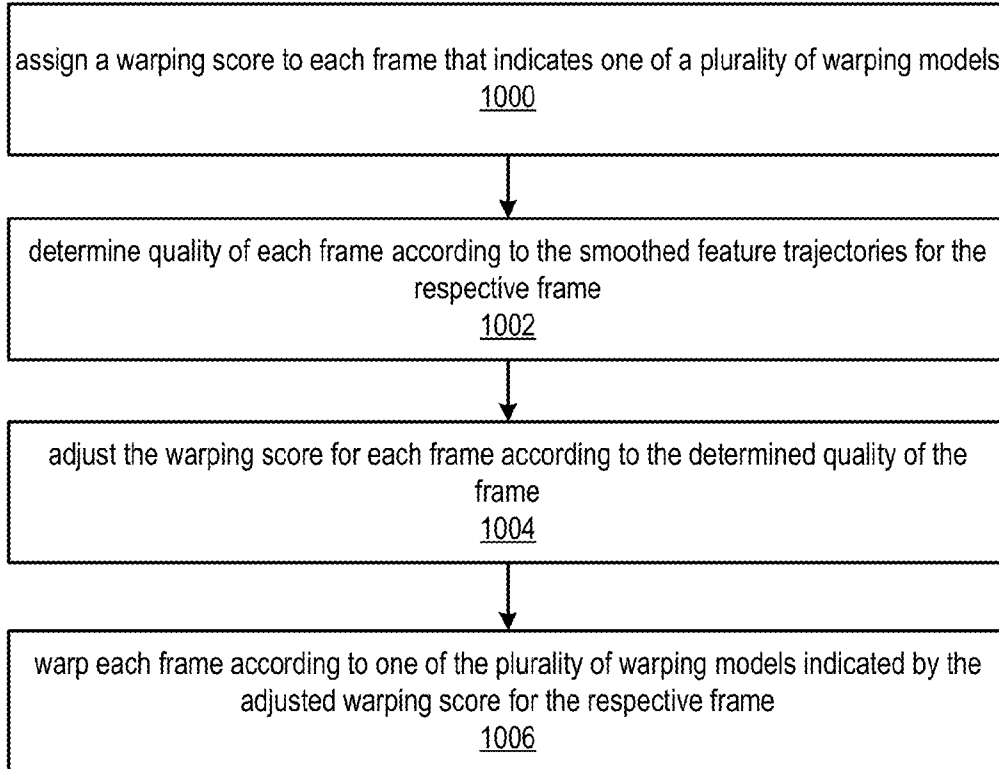 assign a warping score to each frame that indicates one of a plurality of warping models
1000
determine quality of each frame according to the smoothed feature trajectories for the
respective frame
1002
adjust the warping score for each frame according to the determined quality of the
frame
1004
warp each frame according to one of the plurality of warping models indicated by the
adjusted warping score for the respective frame
1006